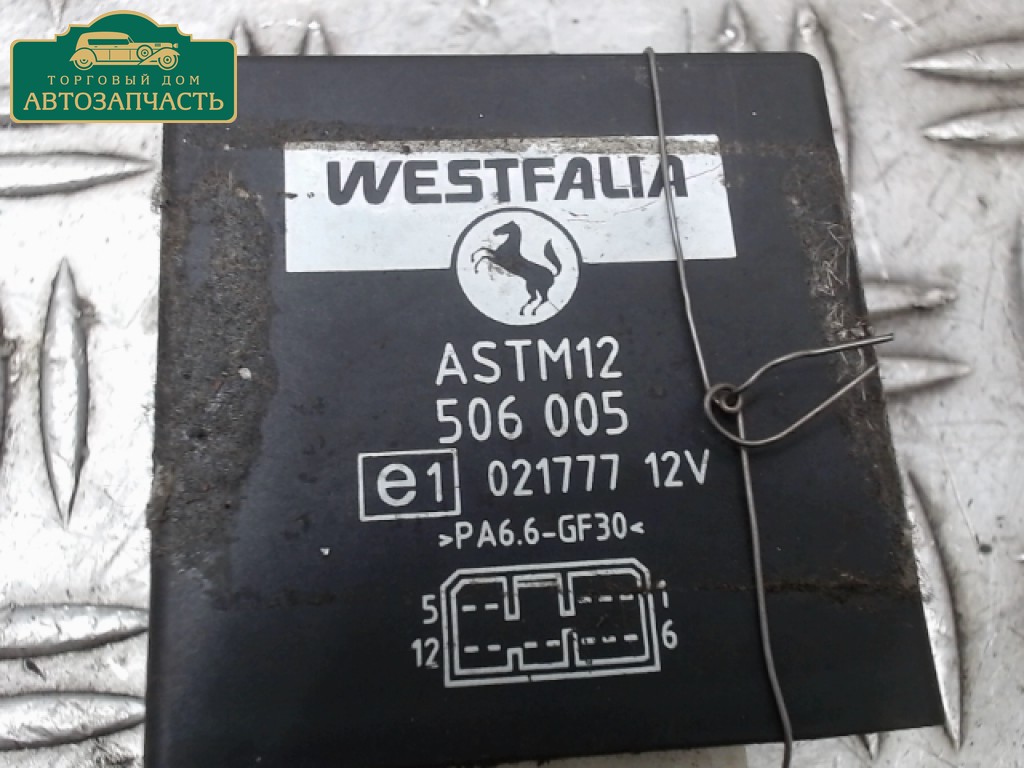 ТОРГОВЫЙ ДОМ
АВТОЗАПЧАСТЬ
WESTFALIA
ASTM12
506 005
e1 021777 12V
>PA6.6-GF30<
5 1
12 6